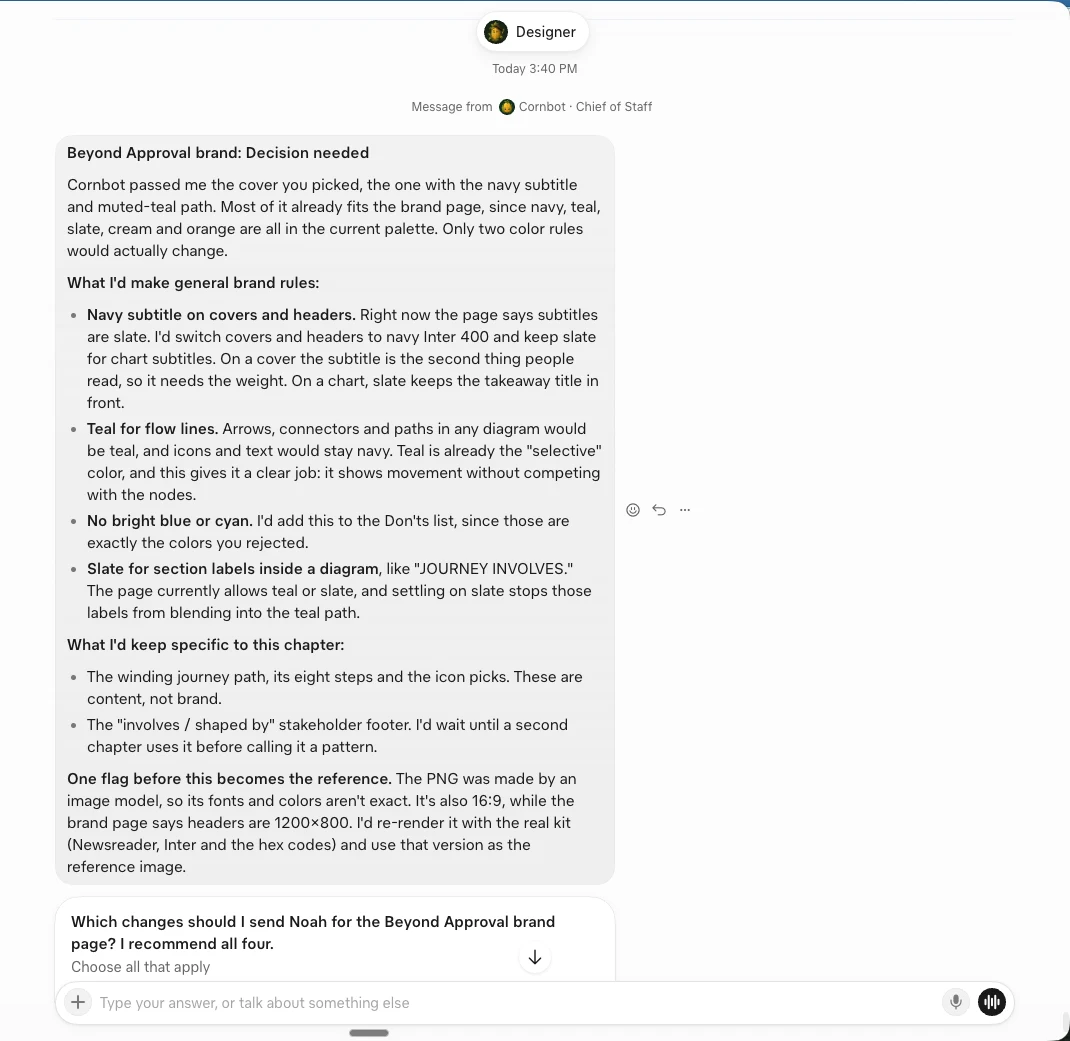 Designer
Today 3:40 PM
Message from Cornbot · Chief of Staff
Beyond Approval brand: Decision needed
Cornbot passed me the cover you picked, the one with the navy subtitle
and muted-teal path. Most of it already fits the brand page, since navy, teal,
slate, cream and orange are all in the current palette. Only two color rules
would actually change.
What I'd make general brand rules:
• Navy subtitle on covers and headers. Right now the page says subtitles
are slate. I'd switch covers and headers to navy Inter 400 and keep slate
for chart subtitles. On a cover the subtitle is the second thing people
read, so it needs the weight. On a chart, slate keeps the takeaway title in
front.
• Teal for flow lines. Arrows, connectors and paths in any diagram would
be teal, and icons and text would stay navy. Teal is already the "selective"
color, and this gives it a clear job: it shows movement without competing
with the nodes.
• No bright blue or cyan. I'd add this to the Don'ts list, since those are
exactly the colors you rejected.
• Slate for section labels inside a diagram, like "JOURNEY INVOLVES."
The page currently allows teal or slate, and settling on slate stops those
labels from blending into the teal path.
What I'd keep specific to this chapter:
• The winding journey path, its eight steps and the icon picks. These are
content, not brand.
• The "involves / shaped by" stakeholder footer. I'd wait until a second
chapter uses it before calling it a pattern.
One flag before this becomes the reference. The PNG was made by an
image model, so its fonts and colors aren't exact. It's also 16:9, while the
brand page says headers are 1200×800. I'd re-render it with the real kit
(Newsreader, Inter and the hex codes) and use that version as the
reference image.
Which changes should I send Noah for the Beyond Approval brand
page? I recommend all four.
Choose all that apply
Type your answer, or talk about something else